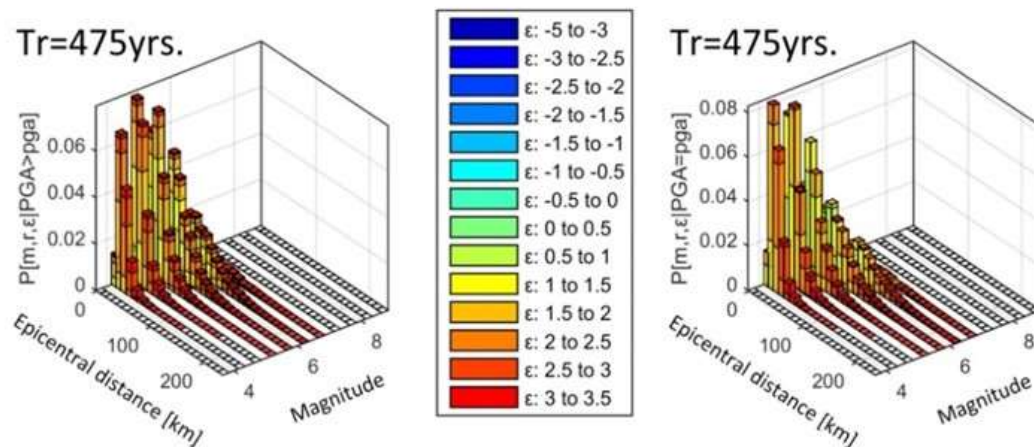 Tr=475yrs.
P[m,r,ε|PGA>pga]
0.06
0.04
0.02
0
0
100
200
Epicentral distance [km]
4
6
8
Magnitude
ε: -5 to -3
ε: -3 to -2.5
ε: -2.5 to -2
ε: -2 to -1.5
ε: -1.5 to -1
ε: -1 to -0.5
ε: -0.5 to 0
ε: 0 to 0.5
ε: 0.5 to 1
ε: 1 to 1.5
ε: 1.5 to 2
ε: 2 to 2.5
ε: 2.5 to 3
ε: 3 to 3.5
Tr=475yrs.
P[m,r,ε|PGA=pga]
0.08
0.06
0.04
0.02
0
0
100
200
Epicentral distance [km]
4
6
8
Magnitude